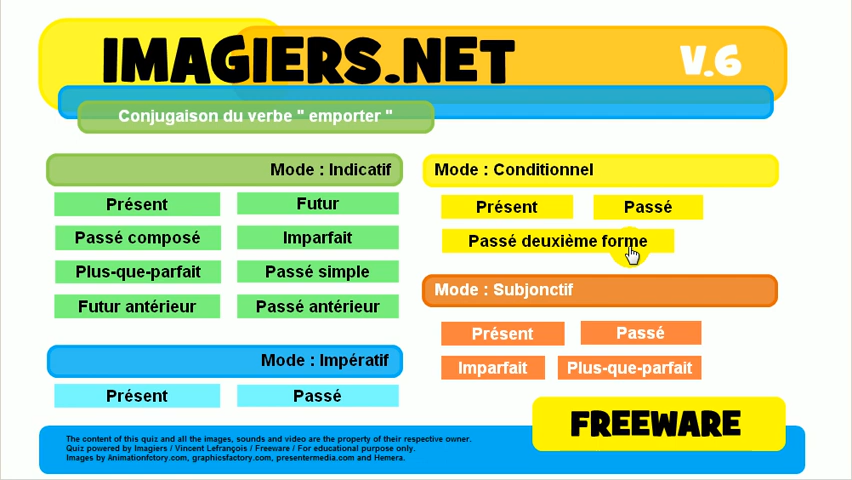 IMAGIERS.NET
V.6
Conjugaison du verbe " emporter "
Mode : Indicatif
Présent
Futur
Passé composé
Imparfait
Plus-que-parfait
Passé simple
Futur antérieur
Passé antérieur
Mode : Impératif
Présent
Passé
Mode : Conditionnel
Présent
Passé
Passé deuxième forme
Mode : Subjonctif
Présent
Passé
Imparfait
Plus-que-parfait
FREEWARE
The content of this quiz and all the images, sounds and video are the property of their respective owner.
Quiz powered by Imagiers / Vincent Lefrançois / Freeware / For educational purpose only.
Images by Animationfctory.com, graphicsfactory.com, presentermedia.com and Hemera.